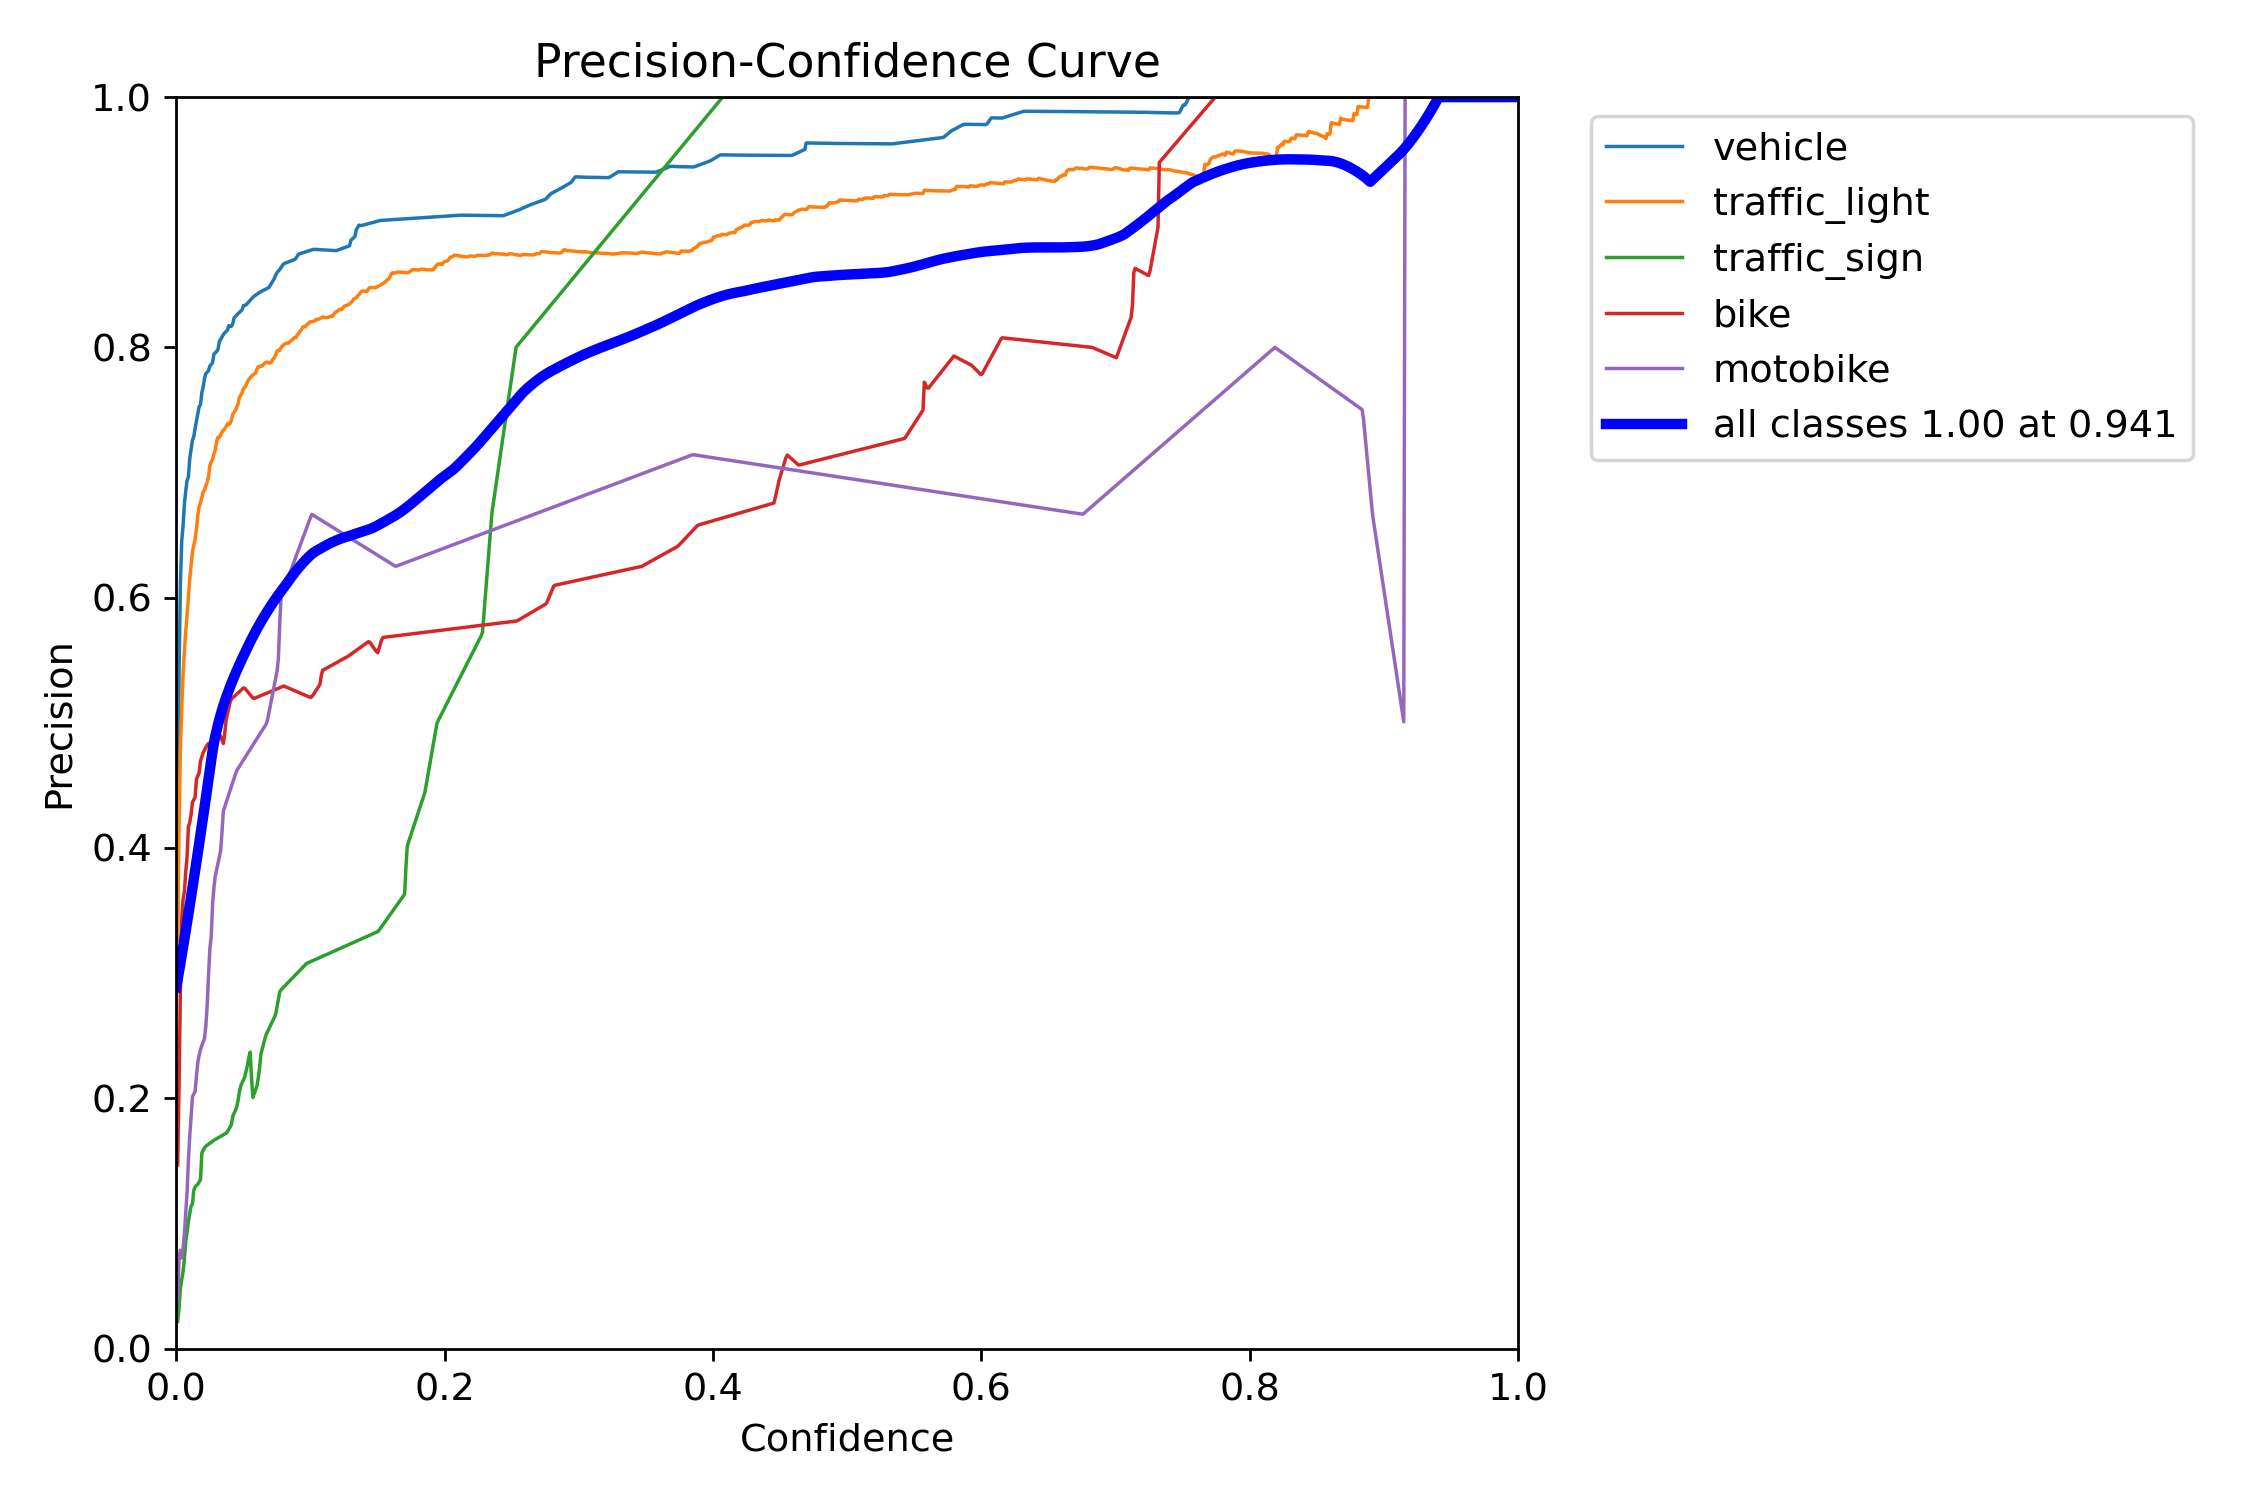 Precision-Confidence Curve
1.0
0.8
0.6
0.4
0.2
0.0
Precision
0.0 0.2 0.4 0.6 0.8 1.0
Confidence
vehicle
traffic_light
traffic_sign
bike
motobike
all classes 1.00 at 0.941